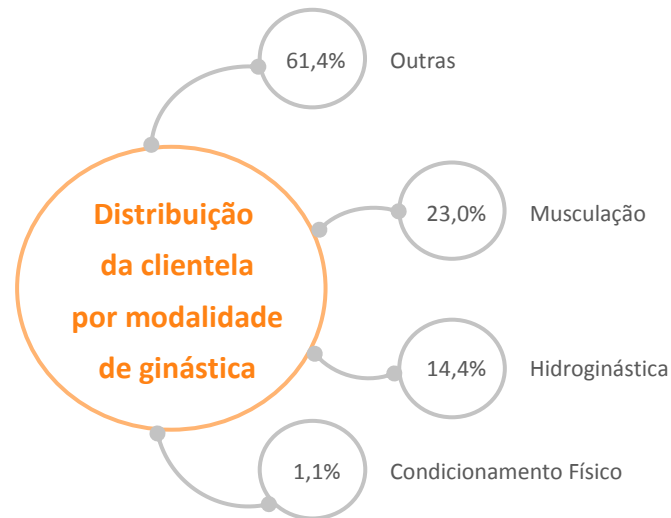 61,4% Outras
Distribuição
da clientela
por modalidade
de ginástica
23,0% Musculação
14,4% Hidroginástica
1,1% Condicionamento Físico